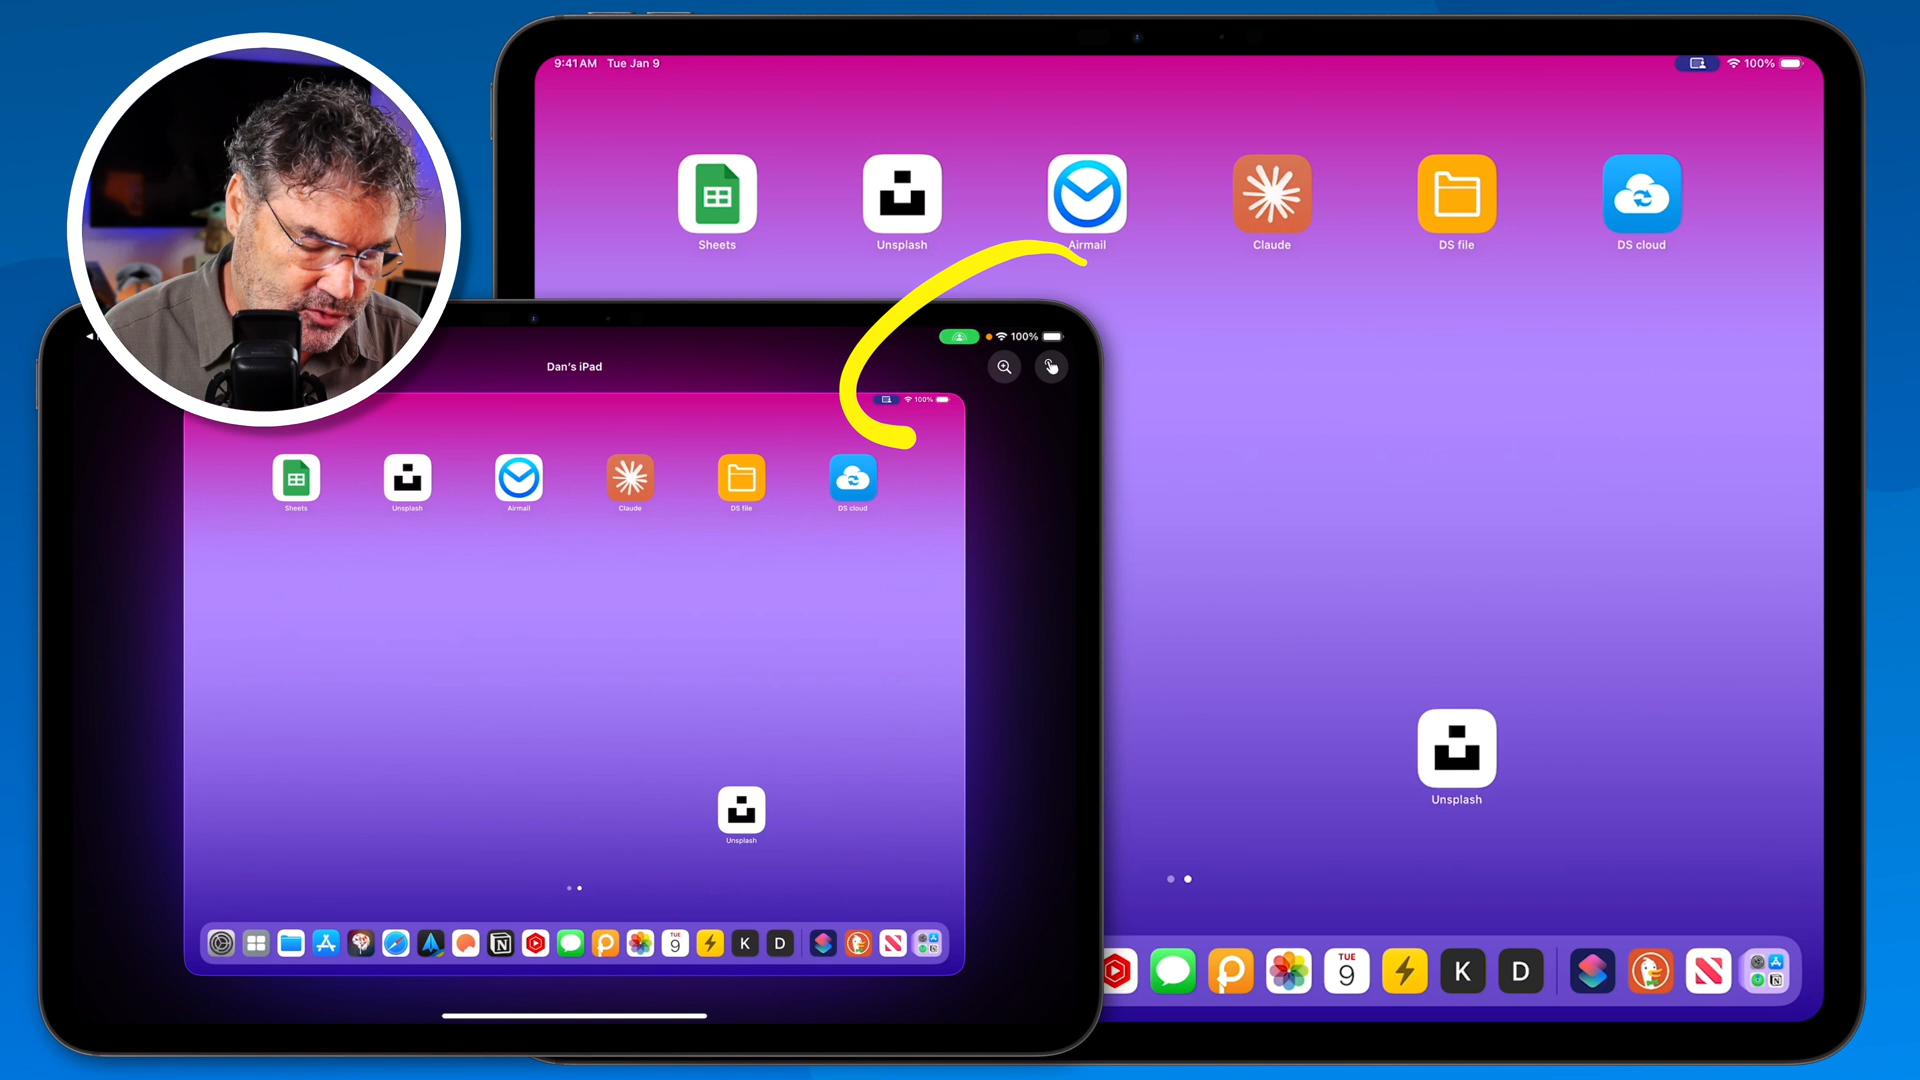 9:41 AM Tue Jan 9
100%
Sheets
Unsplash
Airmail
Claude
DS file
DS cloud
Unsplash
TUE
9
K
D
100%
Dan's iPad
100%
Sheets
Unsplash
Airmail
Claude
DS file
DS cloud
Unsplash
TUE
9
K
D